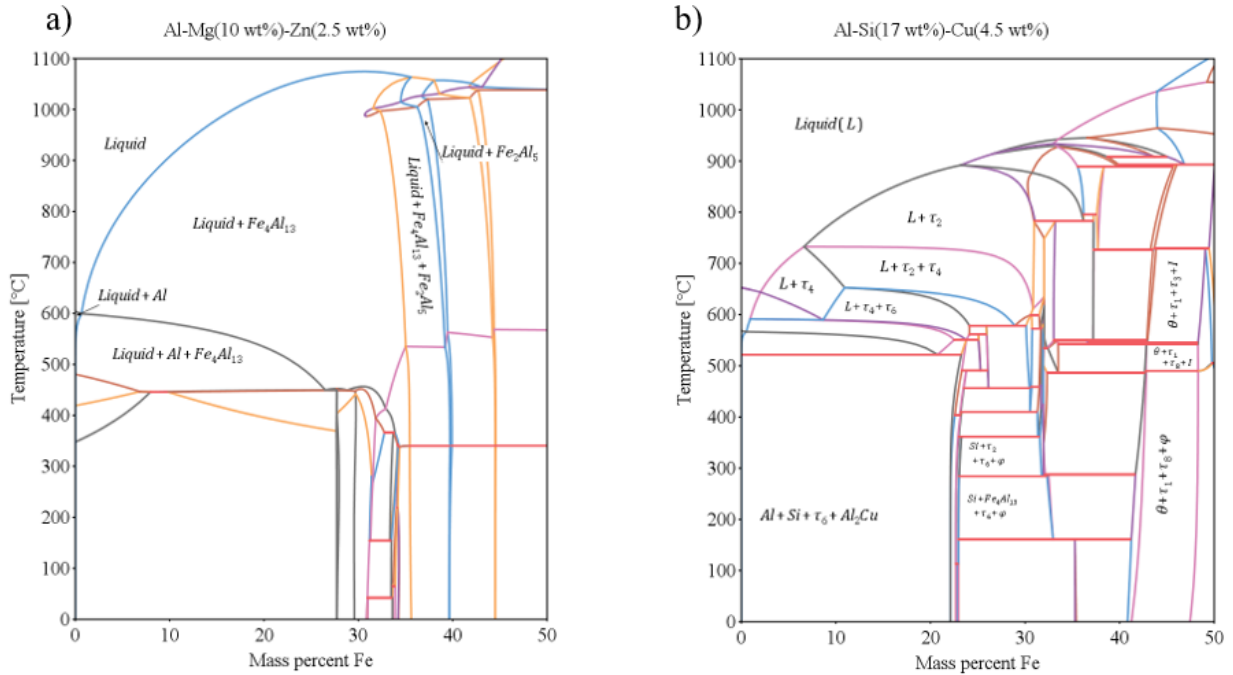 a)
Al-Mg(10 wt%)-Zn(2.5 wt%)
1100
1000
900
800
700
600
500
400
300
200
100
0
Temperature [°C]
0
10
20
30
40
50
Mass percent Fe
Liquid
Liquid + Fe₂Al₅
Liquid + Fe₄Al₁₃ + Fe₂Al₅
Liquid + Fe₄Al₁₃
Liquid + Al
Liquid + Al + Fe₄Al₁₃
b)
Al-Si(17 wt%)-Cu(4.5 wt%)
1100
1000
900
800
700
600
500
400
300
200
100
0
Temperature [°C]
0
10
20
30
40
50
Mass percent Fe
Liquid(L)
L + τ₂
L + τ₂ + τ₄
L + τ₄
L + τ₄ + τ₆
θ + τ₁ + τ₃ + I
θ + τ₁
+ τ₈ + I
Si + τ₂
+ τ₆ + φ
Si + Fe₄Al₁₃
+ τ₄ + φ
θ + τ₁ + τ₈ + φ
Al + Si + τ₆ + Al₂Cu